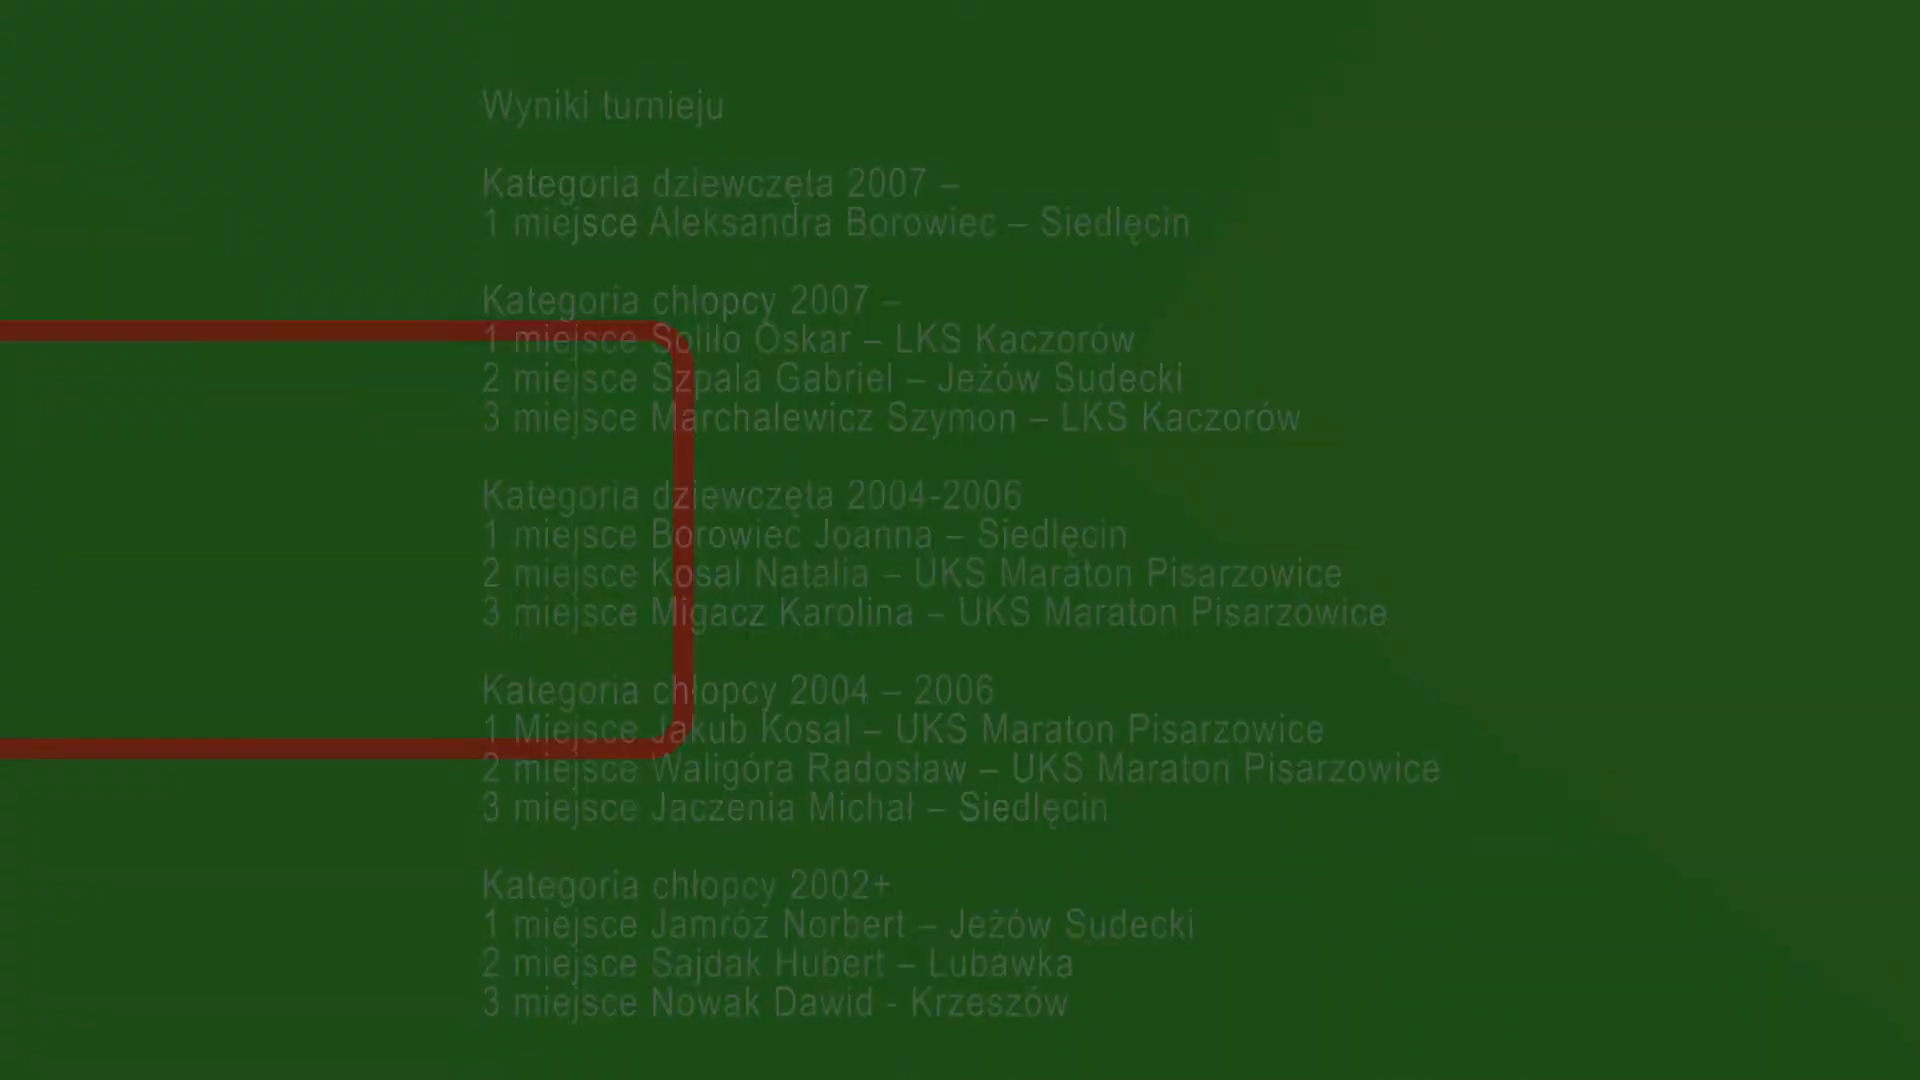 Wyniki turnieju
Kategoria dziewczęta 2007 –
1 miejsce Aleksandra Borowiec – Siedlęcin
Kategoria chłopcy 2007 –
1 miejsce Soliło Oskar – LKS Kaczorów
2 miejsce Szpala Gabriel – Jeżów Sudecki
3 miejsce Marchalewicz Szymon – LKS Kaczorów
Kategoria dziewczęta 2004-2006
1 miejsce Borowiec Joanna – Siedlęcin
2 miejsce Kosal Natalia – UKS Maraton Pisarzowice
3 miejsce Migacz Karolina – UKS Maraton Pisarzowice
Kategoria chłopcy 2004 – 2006
1 Miejsce Jakub Kosal – UKS Maraton Pisarzowice
2 miejsce Waligóra Radosław – UKS Maraton Pisarzowice
3 miejsce Jaczenia Michał – Siedlęcin
Kategoria chłopcy 2002+
1 miejsce Jamróz Norbert – Jeżów Sudecki
2 miejsce Sajdak Hubert – Lubawka
3 miejsce Nowak Dawid - Krzeszów